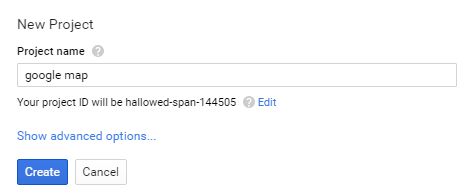 New Project
Project name ?
google map
Your project ID will be hallowed-span-144505 ? Edit
Show advanced options...
Create Cancel